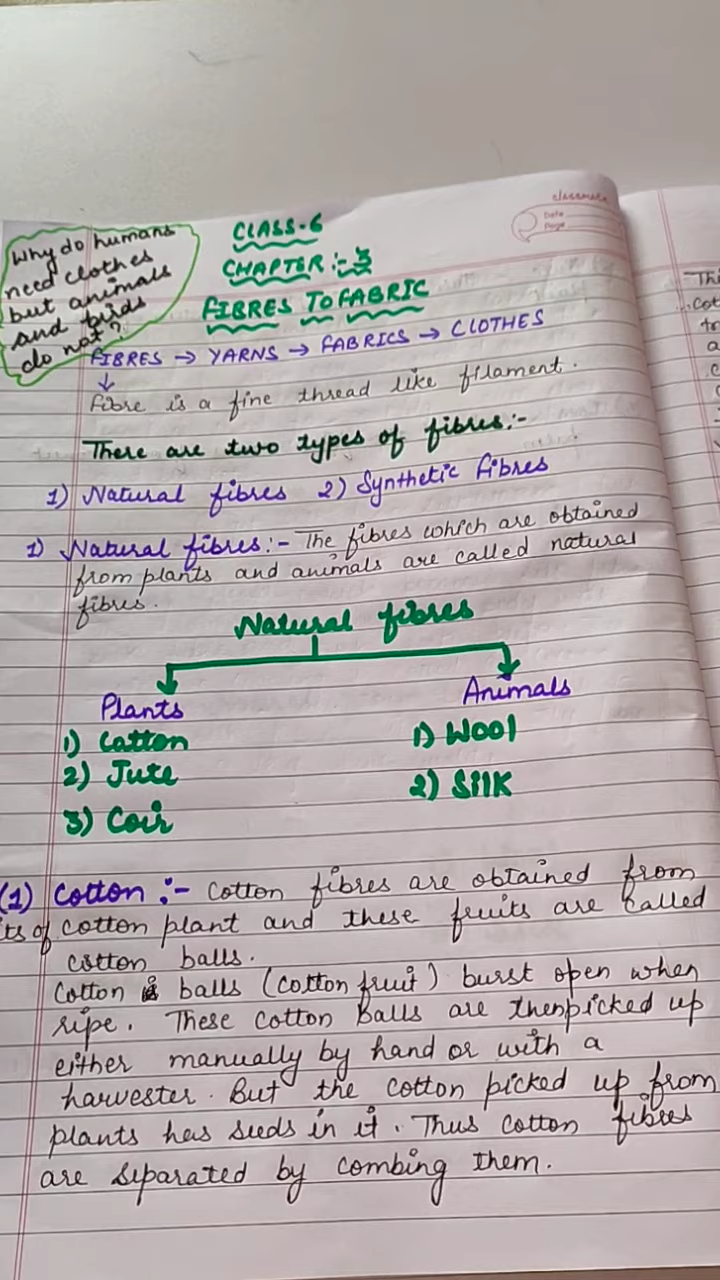 Why do humans
need clothes
but animals
and birds
do not?
classmate
Date
Page
CLASS-6
CHAPTER :- 3
FIBRES TO FABRIC
FIBRES → YARNS → FABRICS → CLOTHES
↓
Fibre is a fine thread like filament.
There are two types of fibres:-
1) Natural fibres 2) Synthetic Fibres
1) Natural fibres:- The fibres which are obtained
from plants and animals are called natural
fibres.
Natural fibres
Plants Animals
1) Catton 1) Wool
2) Jute 2) SilK
3) Coir
(1) Cotton :- Cotton fibres are obtained from
ts of cotton plant and these fruits are called
cotton balls.
Cotton balls (cotton fruit) burst open when
ripe. These cotton Balls are then picked up
either manually by hand or with a
harvester. But the cotton picked up from
plants has seeds in it. Thus cotton fibres
are separated by combing them.